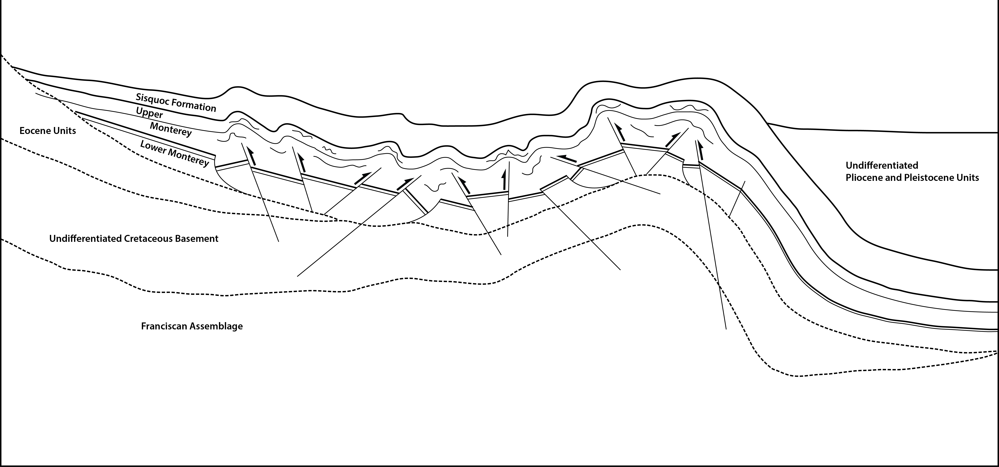 Sisquoc Formation
Upper
Monterey
Eocene Units
Lower Monterey
Undifferentiated
Pliocene and Pleistocene Units
Undifferentiated Cretaceous Basement
Franciscan Assemblage